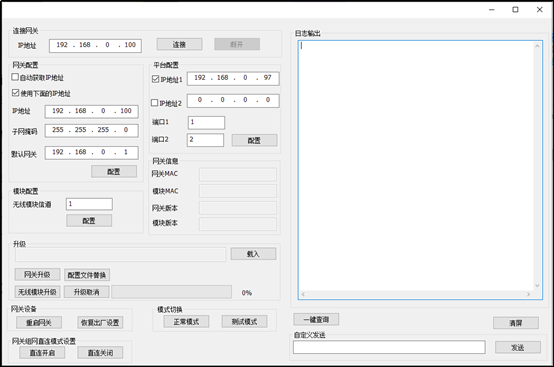 连接网关
IP地址 192 . 168 . 0 . 100 连接 断开
网关配置
自动获取IP地址
使用下面的IP地址
IP地址 192 . 168 . 0 . 100
子网掩码 255 . 255 . 255 . 0
默认网关 192 . 168 . 0 . 1
配置
平台配置
IP地址1 192 . 168 . 0 . 97
IP地址2 0 . 0 . 0 . 0
端口1 1
端口2 2 配置
网关信息
网关MAC
模块MAC
网关版本
模块版本
模块配置
无线模块信道 1
配置
升级
载入
网关升级 配置文件替换
无线模块升级 升级取消 0%
网关设备
重启网关 恢复出厂设置
模式切换
正常模式 测试模式
网关组网直连模式设置
直连开启 直连关闭
日志输出
一键查询 清屏
自定义发送
发送